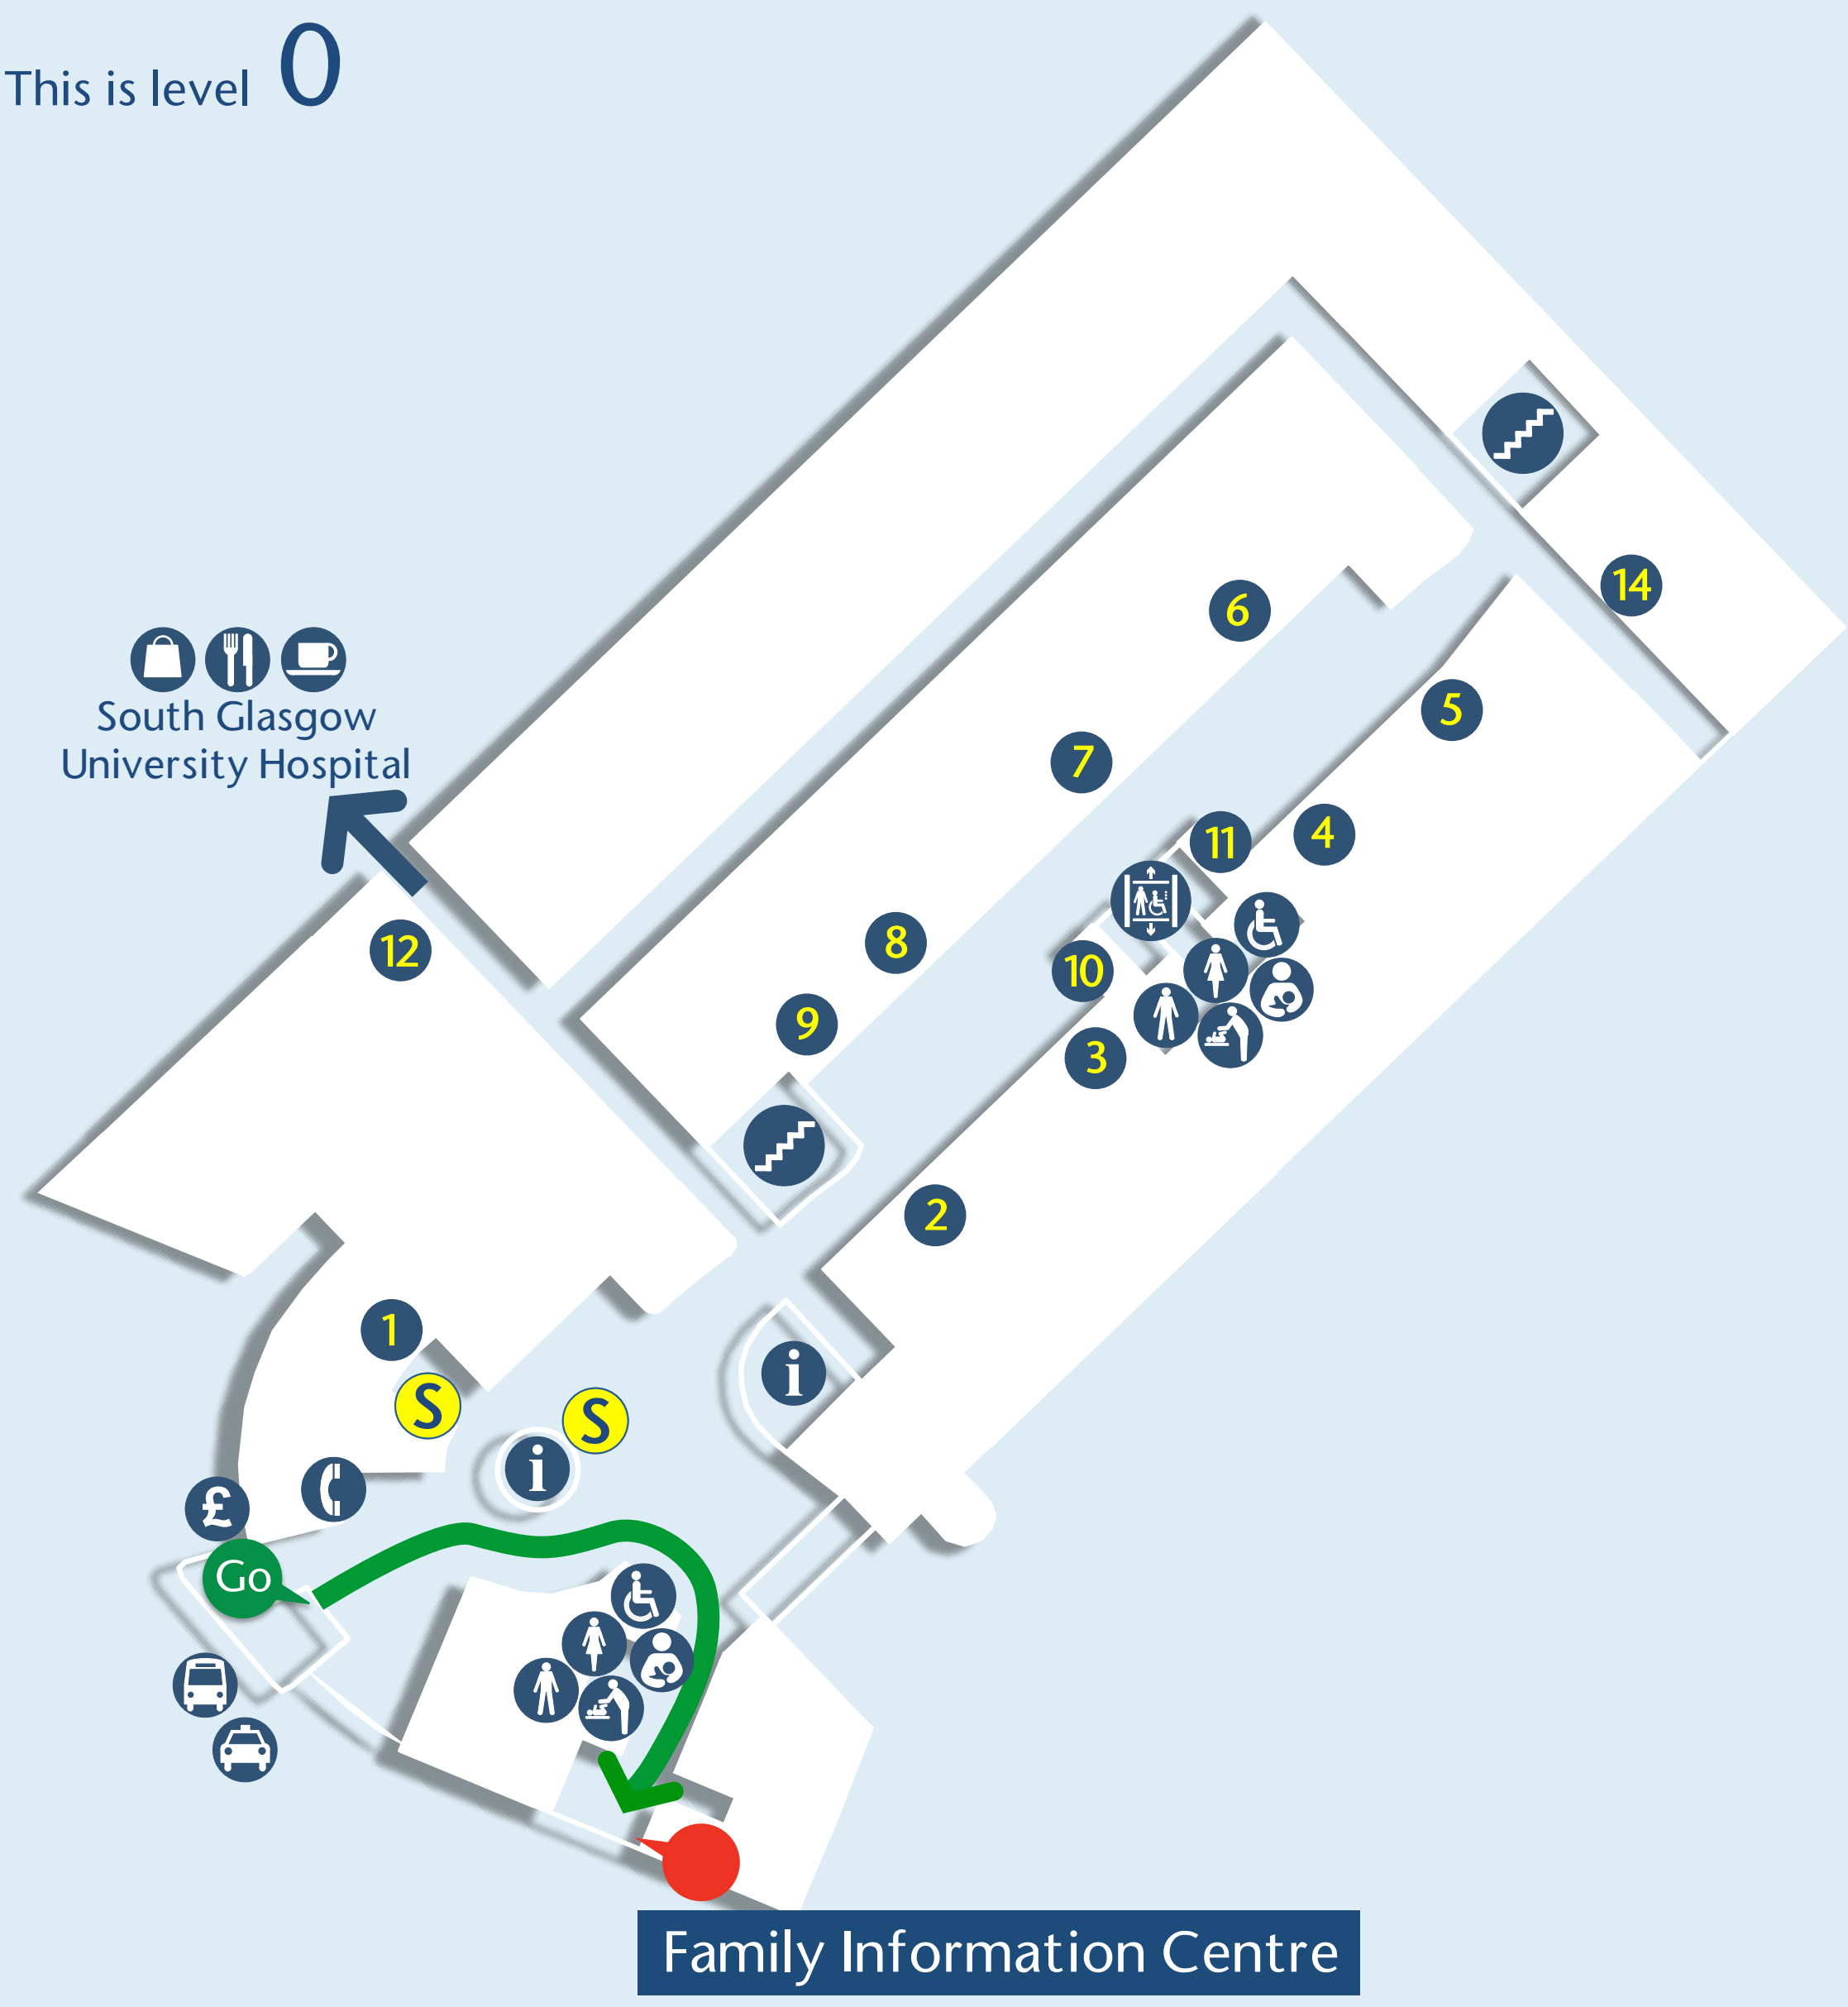 This is level 0
6
14
South Glasgow
University Hospital
5
7
11
4
12
8
10
9
3
2
1
S
S
i
i
£
Go
Family Information Centre